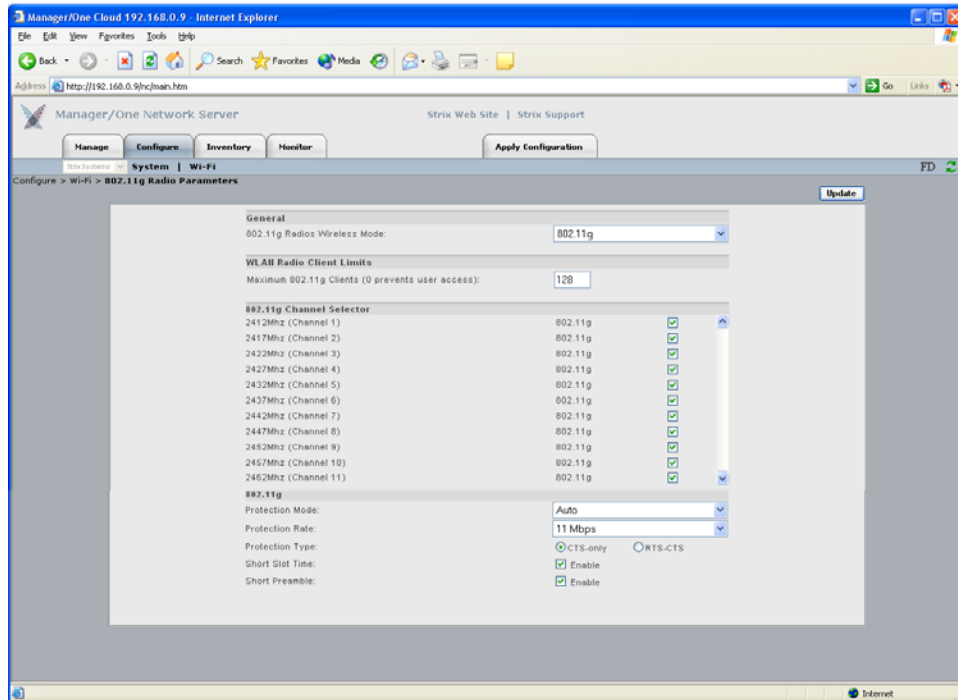 Manager/One Cloud 192.168.0.9 - Internet Explorer
File Edit View Favorites Tools Help
Back Search Favorites Media
Address http://192.168.0.9/nc/main.htm Go Links
Manager/One Network Server Strix Web Site | Strix Support
Manage Configure Inventory Monitor Apply Configuration
Strix Systems System | Wi-Fi FD
Configure > Wi-Fi > 802.11g Radio Parameters
Update
General
802.11g Radios Wireless Mode: 802.11g
WLAN Radio Client Limits
Maximum 802.11g Clients (0 prevents user access): 128
802.11g Channel Selector
2412Mhz (Channel 1) 802.11g
2417Mhz (Channel 2) 802.11g
2422Mhz (Channel 3) 802.11g
2427Mhz (Channel 4) 802.11g
2432Mhz (Channel 5) 802.11g
2437Mhz (Channel 6) 802.11g
2442Mhz (Channel 7) 802.11g
2447Mhz (Channel 8) 802.11g
2452Mhz (Channel 9) 802.11g
2457Mhz (Channel 10) 802.11g
2462Mhz (Channel 11) 802.11g
802.11g
Protection Mode: Auto
Protection Rate: 11 Mbps
Protection Type: CTS-only RTS-CTS
Short Slot Time: Enable
Short Preamble: Enable
Internet